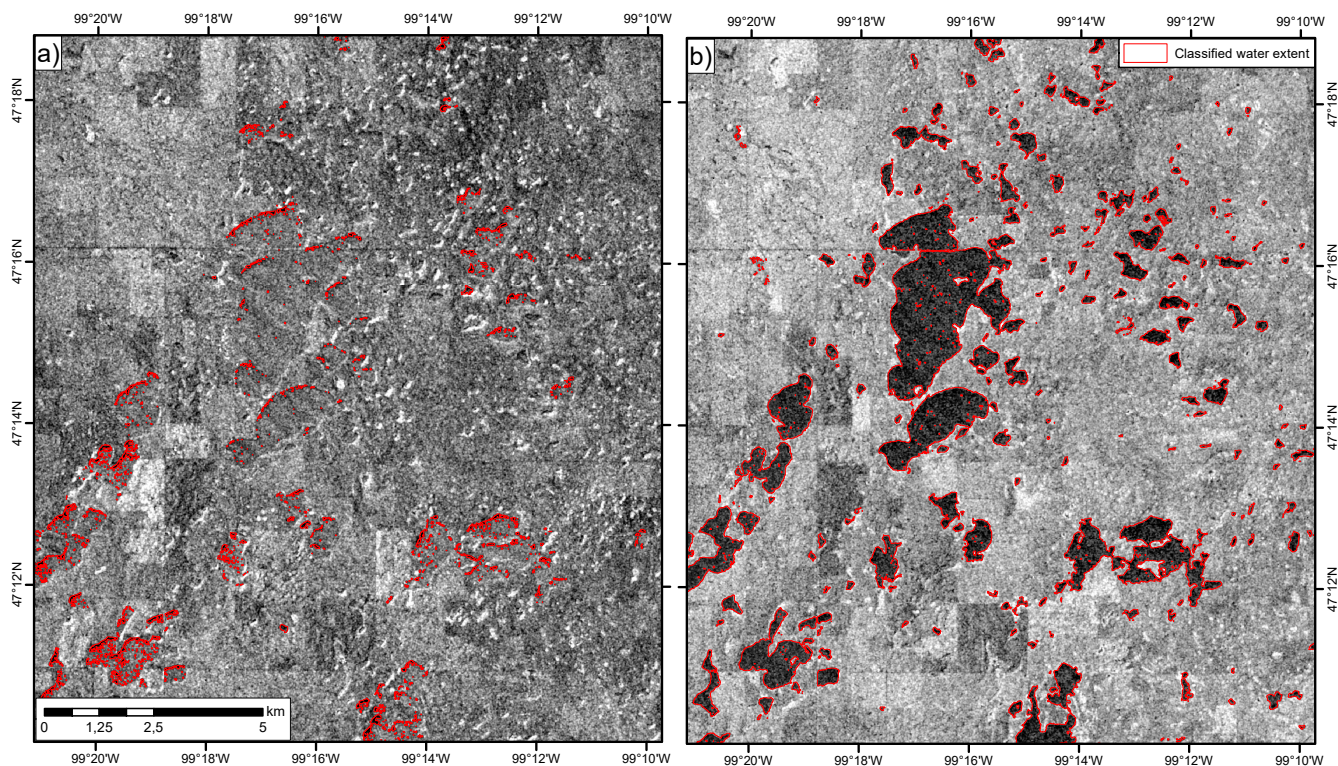 99°20'W 99°18'W 99°16'W 99°14'W 99°12'W 99°10'W 99°20'W 99°18'W 99°16'W 99°14'W 99°12'W 99°10'W
a) b) Classified water extent
47°18'N 47°18'N
47°16'N 47°16'N
47°14'N 47°14'N
47°12'N 47°12'N
km
0 1,25 2,5 5
99°20'W 99°18'W 99°16'W 99°14'W 99°12'W 99°20'W 99°18'W 99°16'W 99°14'W 99°12'W 99°10'W